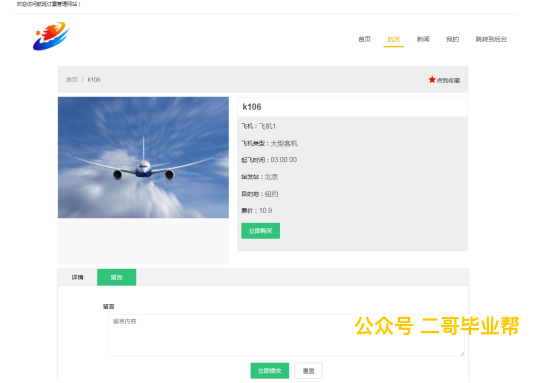 欢迎访问航班订票管理网站！
首页
航班
新闻
我的
跳转到后台
首页 / k106
点我收藏
k106
飞机：飞机1
飞机类型：大型客机
起飞时间：03:00:00
始发站：北京
目的地：纽约
票价：10.9
立即购买
详情
留言
留言
留言内容
公众号 二哥毕业帮
立即提交
重置